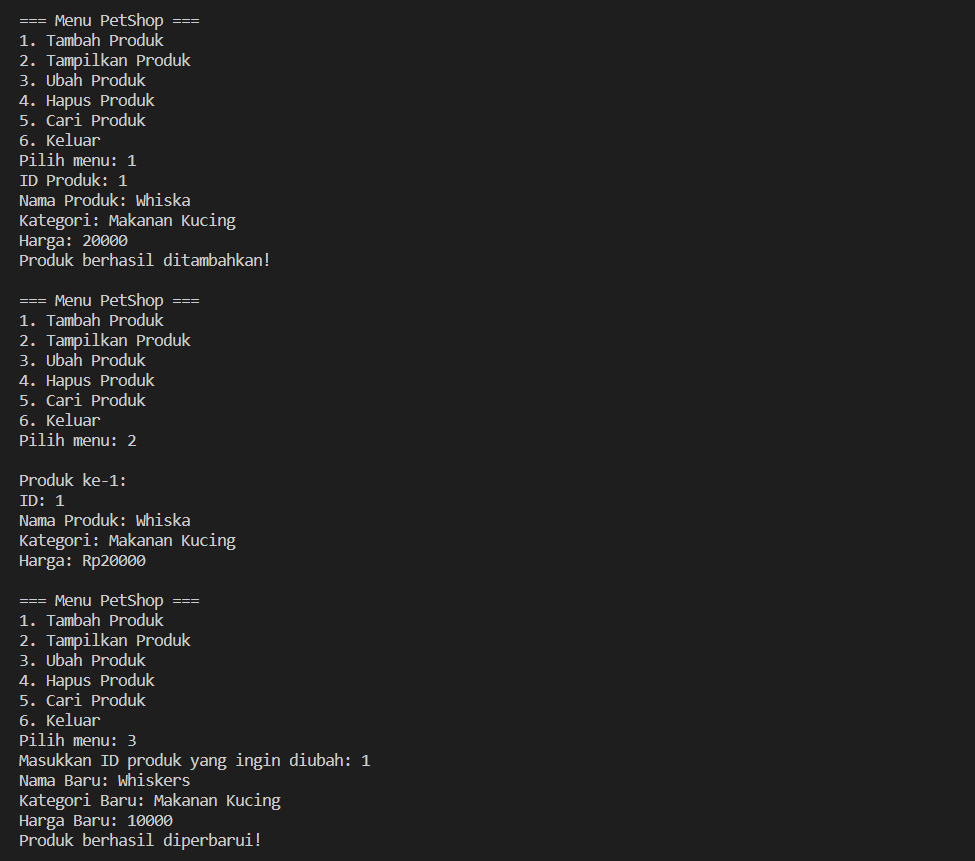 === Menu PetShop ===
1. Tambah Produk
2. Tampilkan Produk
3. Ubah Produk
4. Hapus Produk
5. Cari Produk
6. Keluar
Pilih menu: 1
ID Produk: 1
Nama Produk: Whiska
Kategori: Makanan Kucing
Harga: 20000
Produk berhasil ditambahkan!
=== Menu PetShop ===
1. Tambah Produk
2. Tampilkan Produk
3. Ubah Produk
4. Hapus Produk
5. Cari Produk
6. Keluar
Pilih menu: 2
Produk ke-1:
ID: 1
Nama Produk: Whiska
Kategori: Makanan Kucing
Harga: Rp20000
=== Menu PetShop ===
1. Tambah Produk
2. Tampilkan Produk
3. Ubah Produk
4. Hapus Produk
5. Cari Produk
6. Keluar
Pilih menu: 3
Masukkan ID produk yang ingin diubah: 1
Nama Baru: Whiskers
Kategori Baru: Makanan Kucing
Harga Baru: 10000
Produk berhasil diperbarui!